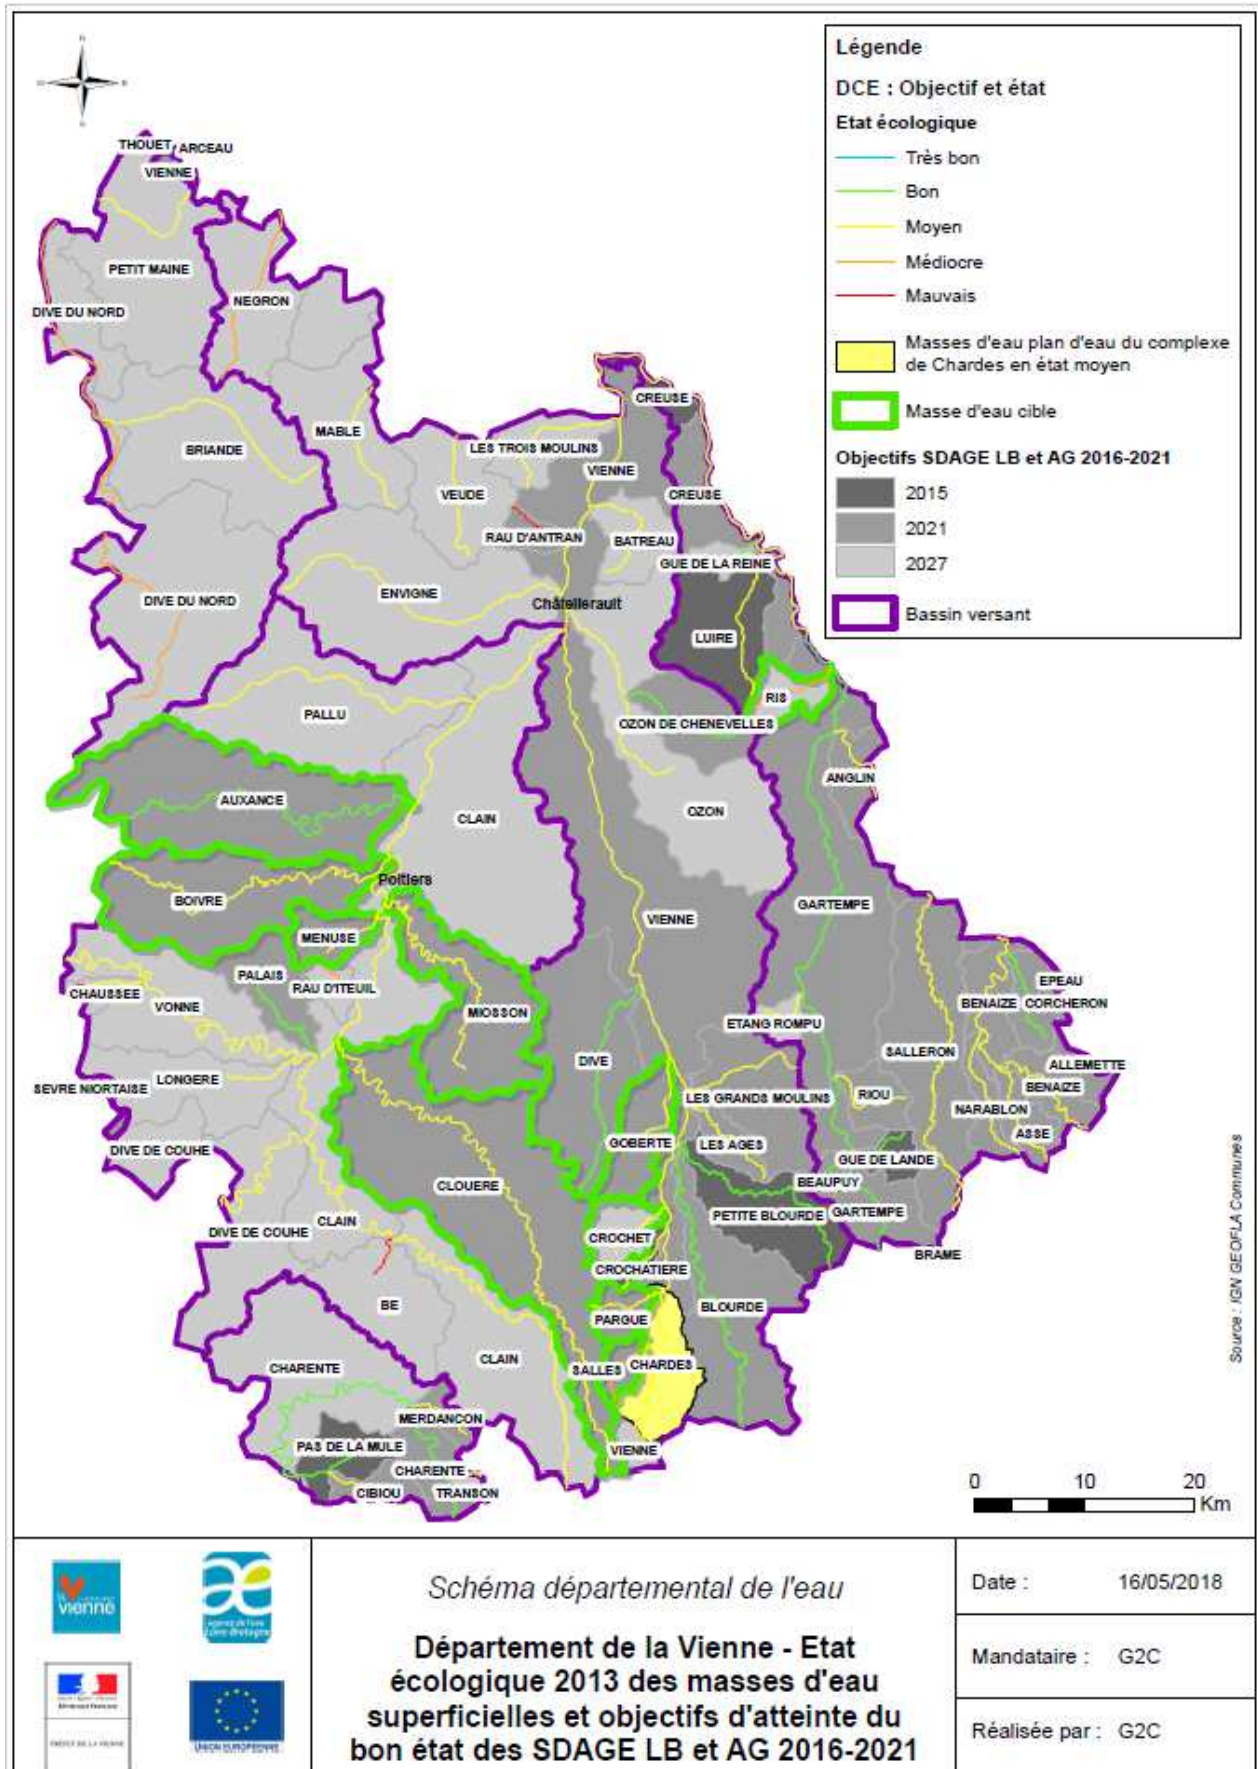 Légende
DCE : Objectif et état
Etat écologique
Très bon
Bon
Moyen
Médiocre
Mauvais
Masses d'eau plan d'eau du complexe
de Chardes en état moyen
Masse d'eau cible
Objectifs SDAGE LB et AG 2016-2021
2015
2021
2027
Bassin versant
THOUET
ARCEAU
VIENNE
PETIT MAINE
NEGRON
DIVE DU NORD
CREUSE
MABLE
BRIANDE
LES TROIS MOULINS
VIENNE
VEUDE
CREUSE
RAU D'ANTRAN
BATREAU
GUE DE LA REINE
ENVIGNE
DIVE DU NORD
Châtellerault
LUIRE
RIS
PALLU
OZON DE CHENEVELLES
ANGLIN
AUXANCE
CLAIN
OZON
Poitiers
BOIVRE
GARTEMPE
VIENNE
MENUSE
PALAIS
RAU D'ITEUIL
CHAUSSEE
VONNE
MIOSSON
EPEAU
BENAIZE
CORCHERON
ETANG ROMPU
SALLERON
DIVE
ALLEMETTE
BENAIZE
SEVRE NIORTAISE
LONGERE
LES GRANDS MOULINS
RIOU
NARABLON
ASSE
DIVE DE COUHE
GOBERTE
LES AGES
GUE DE LANDE
BEAUPUY
CLOUERE
PETITE BLOURDE
GARTEMPE
DIVE DE COUHE
CLAIN
CROCHET
BRAME
CROCHATIERE
BE
BLOURDE
PARGUE
CHARENTE
CLAIN
SALLES
CHARDES
MERDANCON
PAS DE LA MULE
VIENNE
CHARENTE
CIBIOU
TRANSON
Source : IGN GEOFLA Communes
0 10 20
Km
vienne
Agence de l'eau
Loire-Bretagne
UNION EUROPEENNE
Schéma départemental de l'eau
Département de la Vienne - Etat
écologique 2013 des masses d'eau
superficielles et objectifs d'atteinte du
bon état des SDAGE LB et AG 2016-2021
Date : 16/05/2018
Mandataire : G2C
Réalisée par : G2C